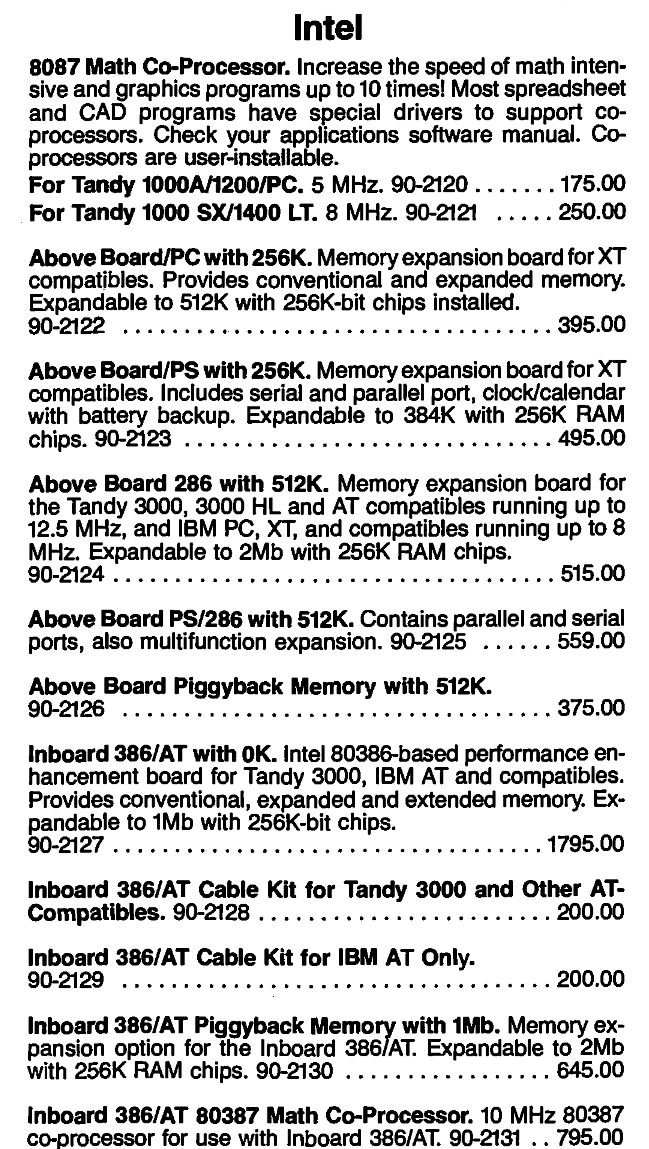 Intel
8087 Math Co-Processor. Increase the speed of math inten-
sive and graphics programs up to 10 times! Most spreadsheet
and CAD programs have special drivers to support co-
processors. Check your applications software manual. Co-
processors are user-installable.
For Tandy 1000A/1200/PC. 5 MHz. 90-2120 ....... 175.00
For Tandy 1000 SX/1400 LT. 8 MHz. 90-2121 ..... 250.00
Above Board/PC with 256K. Memory expansion board for XT
compatibles. Provides conventional and expanded memory.
Expandable to 512K with 256K-bit chips installed.
90-2122 .................................. 395.00
Above Board/PS with 256K. Memory expansion board for XT
compatibles. Includes serial and parallel port, clock/calendar
with battery backup. Expandable to 384K with 256K RAM
chips. 90-2123 ............................. 495.00
Above Board 286 with 512K. Memory expansion board for
the Tandy 3000, 3000 HL and AT compatibles running up to
12.5 MHz, and IBM PC, XT, and compatibles running up to 8
MHz. Expandable to 2Mb with 256K RAM chips.
90-2124 ................................... 515.00
Above Board PS/286 with 512K. Contains parallel and serial
ports, also multifunction expansion. 90-2125 ...... 559.00
Above Board Piggyback Memory with 512K.
90-2126 .................................. 375.00
Inboard 386/AT with 0K. Intel 80386-based performance en-
hancement board for Tandy 3000, IBM AT and compatibles.
Provides conventional, expanded and extended memory. Ex-
pandable to 1Mb with 256K-bit chips.
90-2127 .................................. 1795.00
Inboard 386/AT Cable Kit for Tandy 3000 and Other AT-
Compatibles. 90-2128 ....................... 200.00
Inboard 386/AT Cable Kit for IBM AT Only.
90-2129 .................................. 200.00
Inboard 386/AT Piggyback Memory with 1Mb. Memory ex-
pansion option for the Inboard 386/AT. Expandable to 2Mb
with 256K RAM chips. 90-2130 ................ 645.00
Inboard 386/AT 80387 Math Co-Processor. 10 MHz 80387
co-processor for use with Inboard 386/AT. 90-2131 .. 795.00